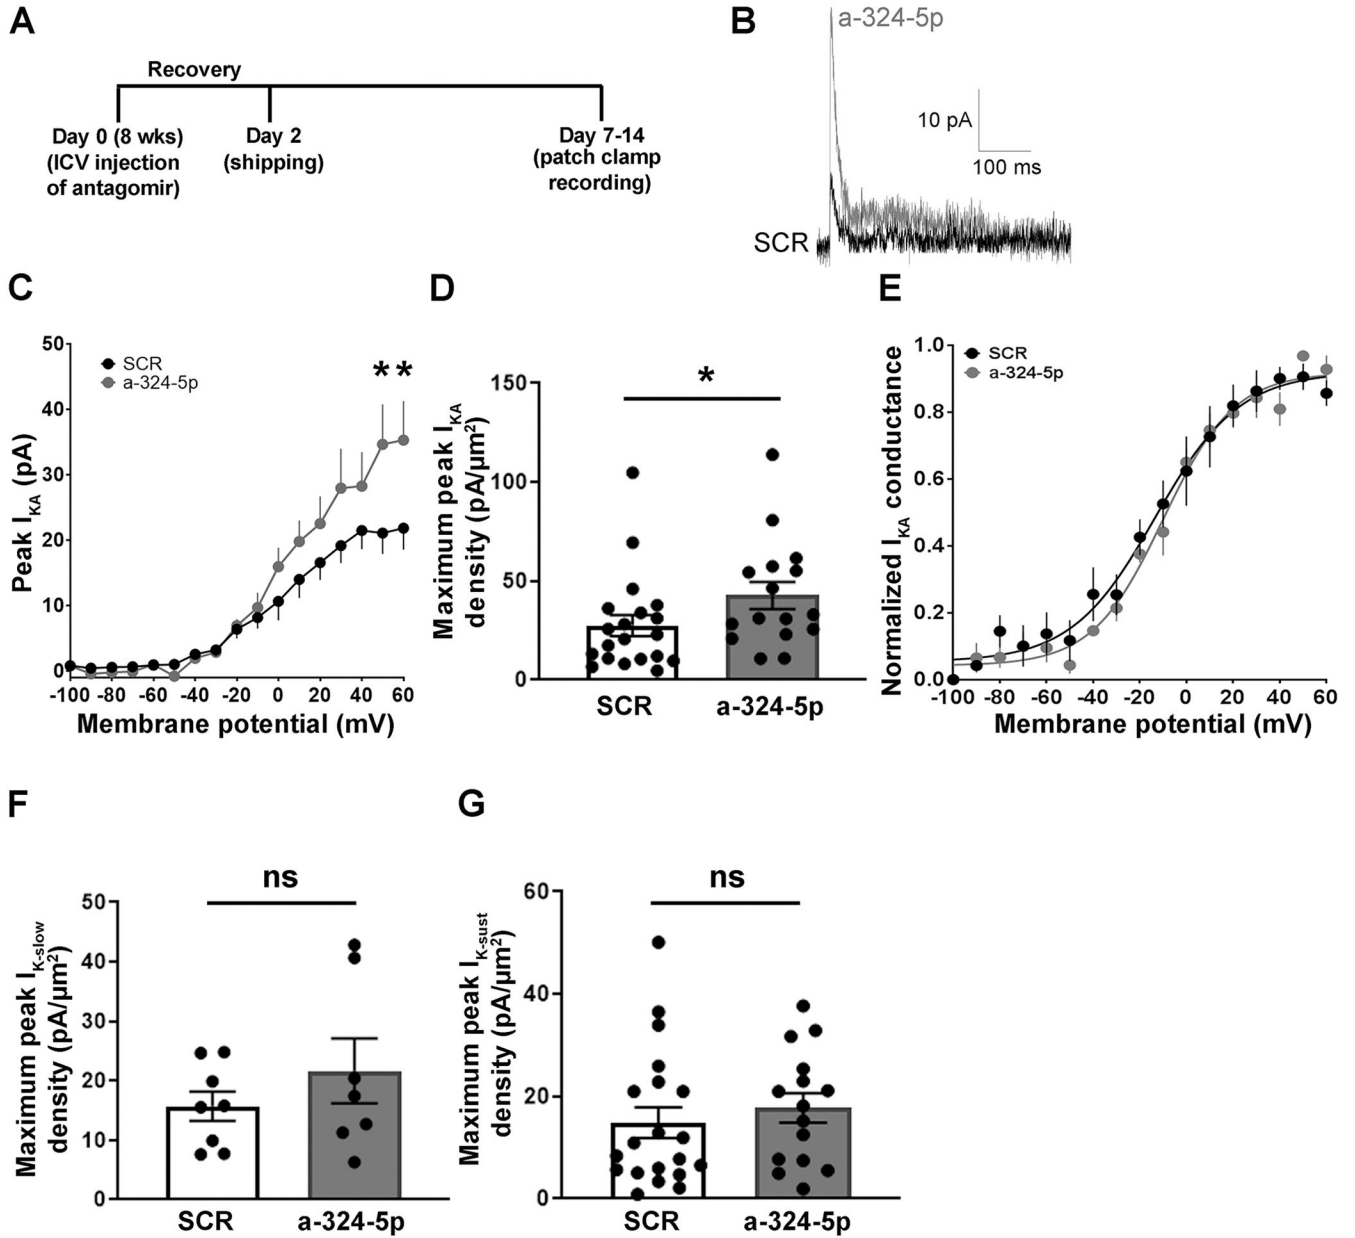 A
Recovery
Day 0 (8 wks)
(ICV injection
of antagomir)
Day 2
(shipping)
Day 7-14
(patch clamp
recording)
B
a-324-5p
10 pA
100 ms
SCR
C
50
40
30
20
10
0
Peak IKA (pA)
SCR
a-324-5p
* *
-100 -80 -60 -40 -20 0 20 40 60
Membrane potential (mV)
D
150
100
50
0
Maximum peak IKA
density (pA/µm2)
*
SCR a-324-5p
E
1.0
0.8
0.6
0.4
0.2
0.0
Normalized IKA conductance
SCR
a-324-5p
-100 -80 -60 -40 -20 0 20 40 60
Membrane potential (mV)
F
50
40
30
20
10
0
Maximum peak IK-slow
density (pA/µm2)
ns
SCR a-324-5p
G
60
40
20
0
Maximum peak IK-sust
density (pA/µm2)
ns
SCR a-324-5p